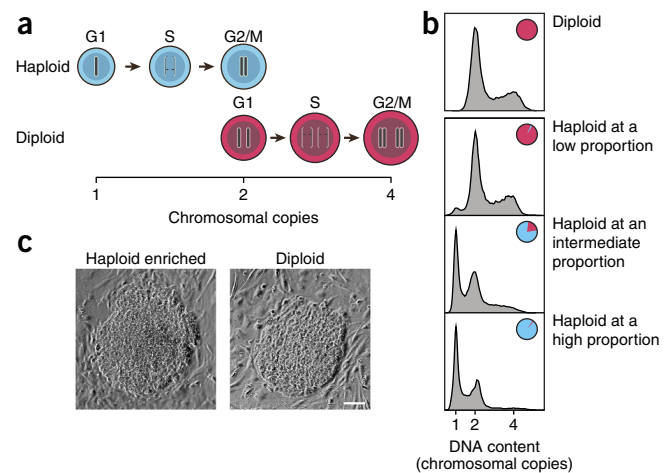 a
G1 S G2/M
Haploid
G1 S G2/M
Diploid
1 2 4
Chromosomal copies
b
Diploid
Haploid at a
low proportion
Haploid at an
intermediate
proportion
Haploid at a
high proportion
1 2 4
DNA content
(chromosomal copies)
c
Haploid enriched Diploid